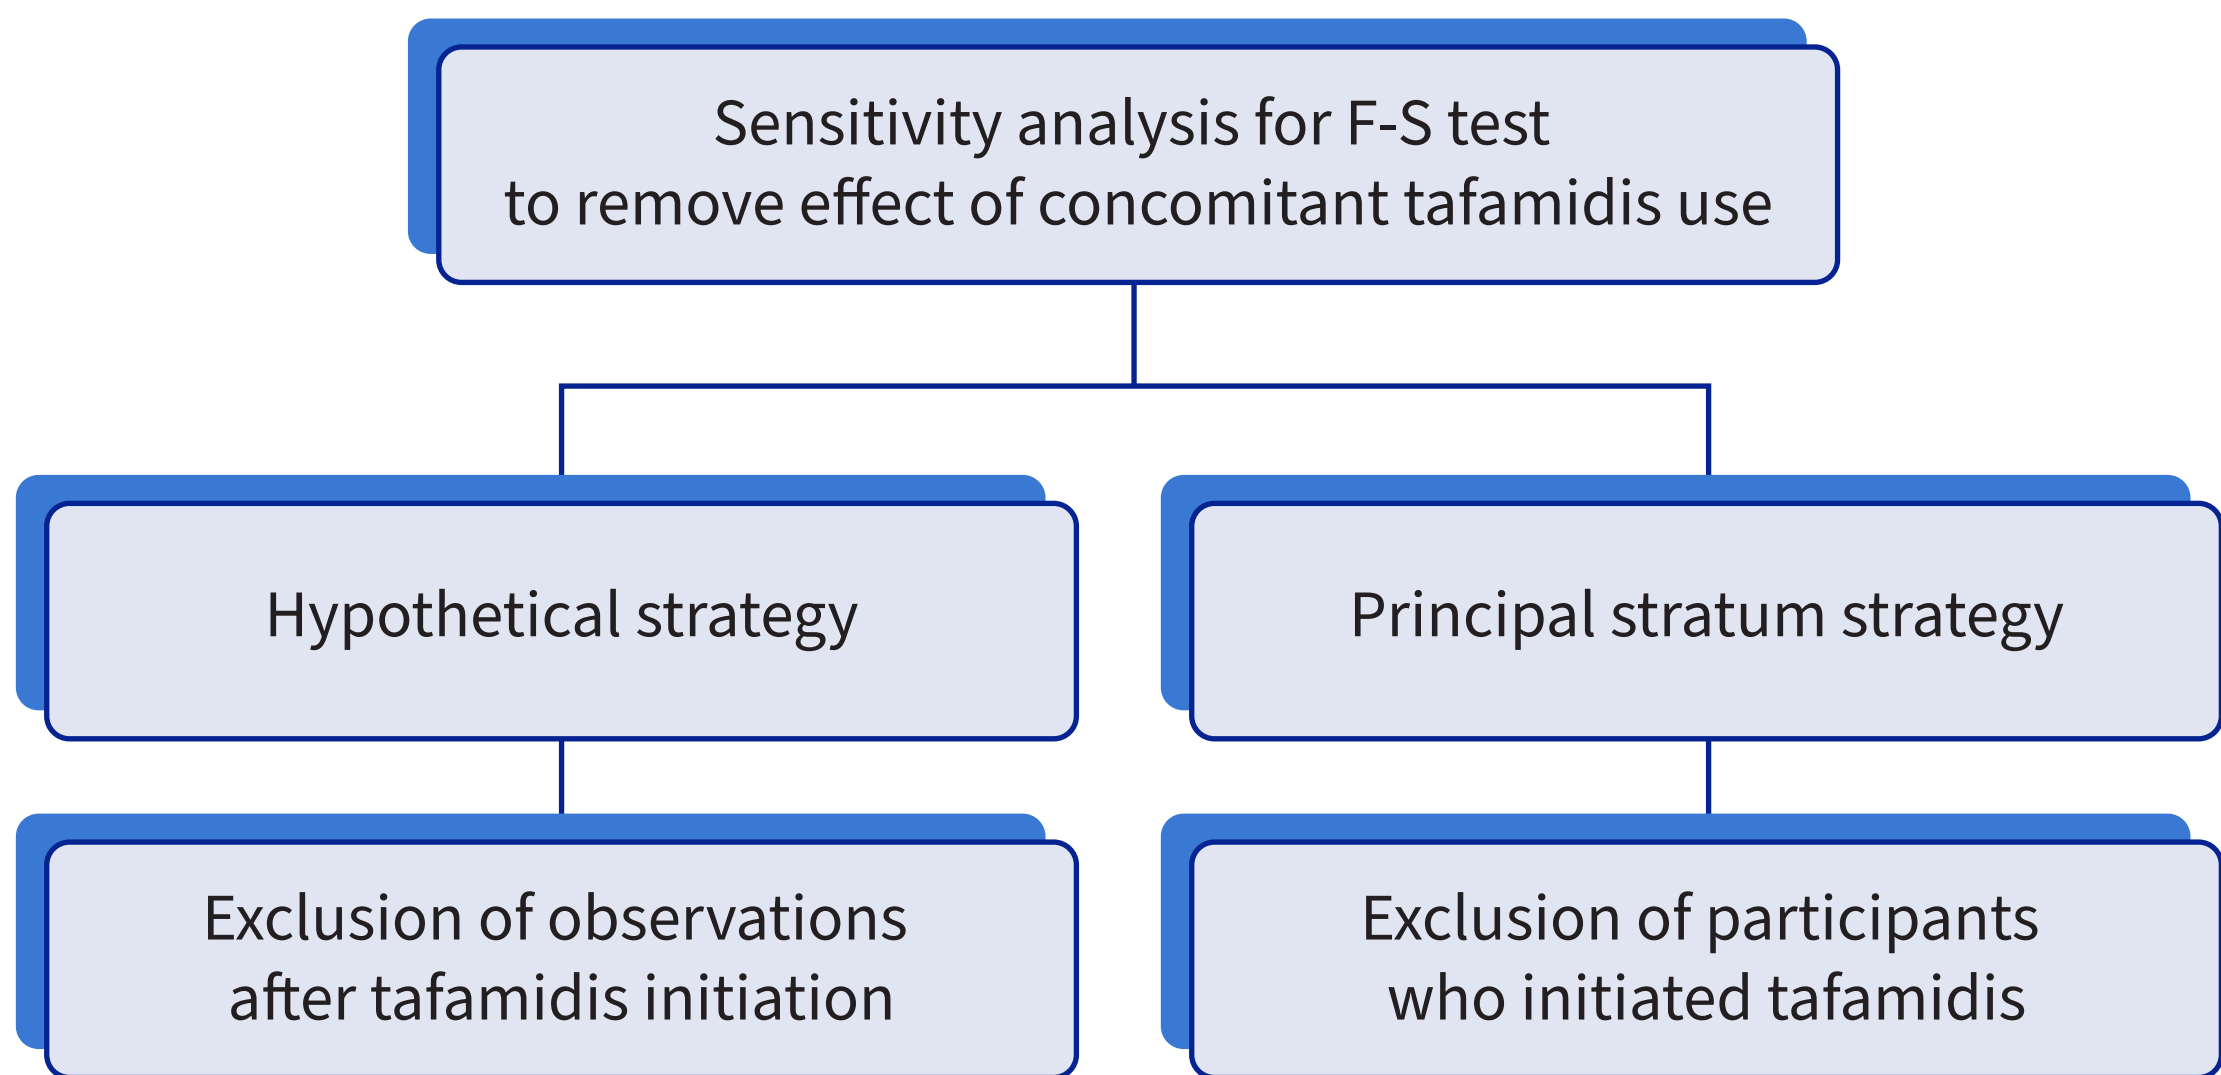 Sensitivity analysis for F-S test
to remove effect of concomitant tafamidis use
Hypothetical strategy
Principal stratum strategy
Exclusion of observations
after tafamidis initiation
Exclusion of participants
who initiated tafamidis